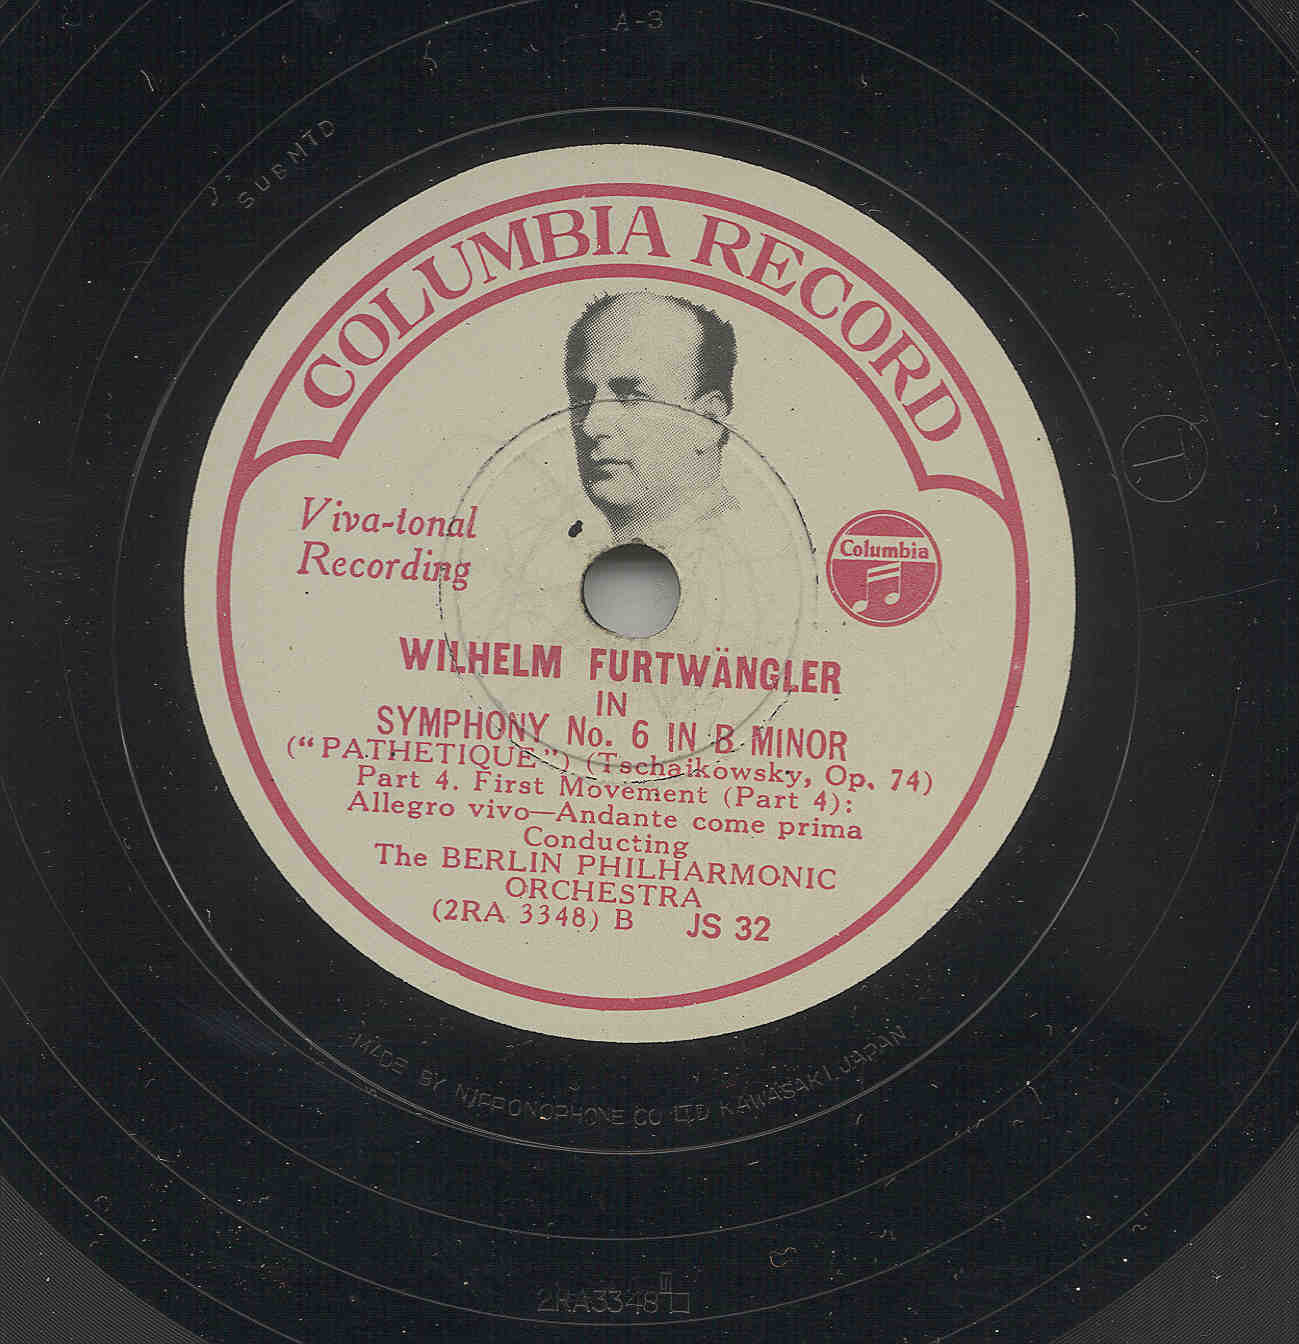 A-3
SUB NTD
COLUMBIA RECORD
Viva-tonal
Recording
Columbia
WILHELM FURTWÄNGLER
IN
SYMPHONY No. 6 IN B MINOR
(“PATHETIQUE”) (Tschaikowsky, Op. 74)
Part 4. First Movement (Part 4):
Allegro vivo—Andante come prima
Conducting
The BERLIN PHILHARMONIC
ORCHESTRA
(2RA 3348) B JS 32
T
MADE BY NIPPONOPHONE CO LTD KAWASAKI, JAPAN
2RA3348